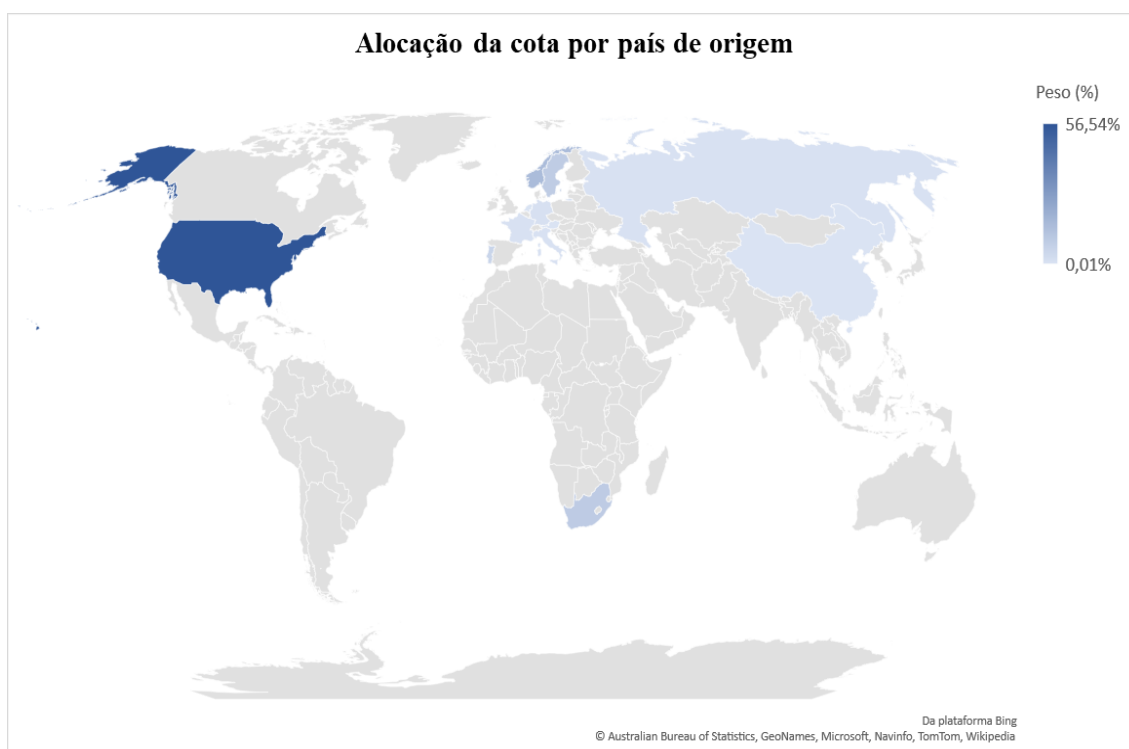 Alocação da cota por país de origem
Peso (%)
56,54%
0,01%
Da plataforma Bing
© Australian Bureau of Statistics, GeoNames, Microsoft, Navinfo, TomTom, Wikipedia